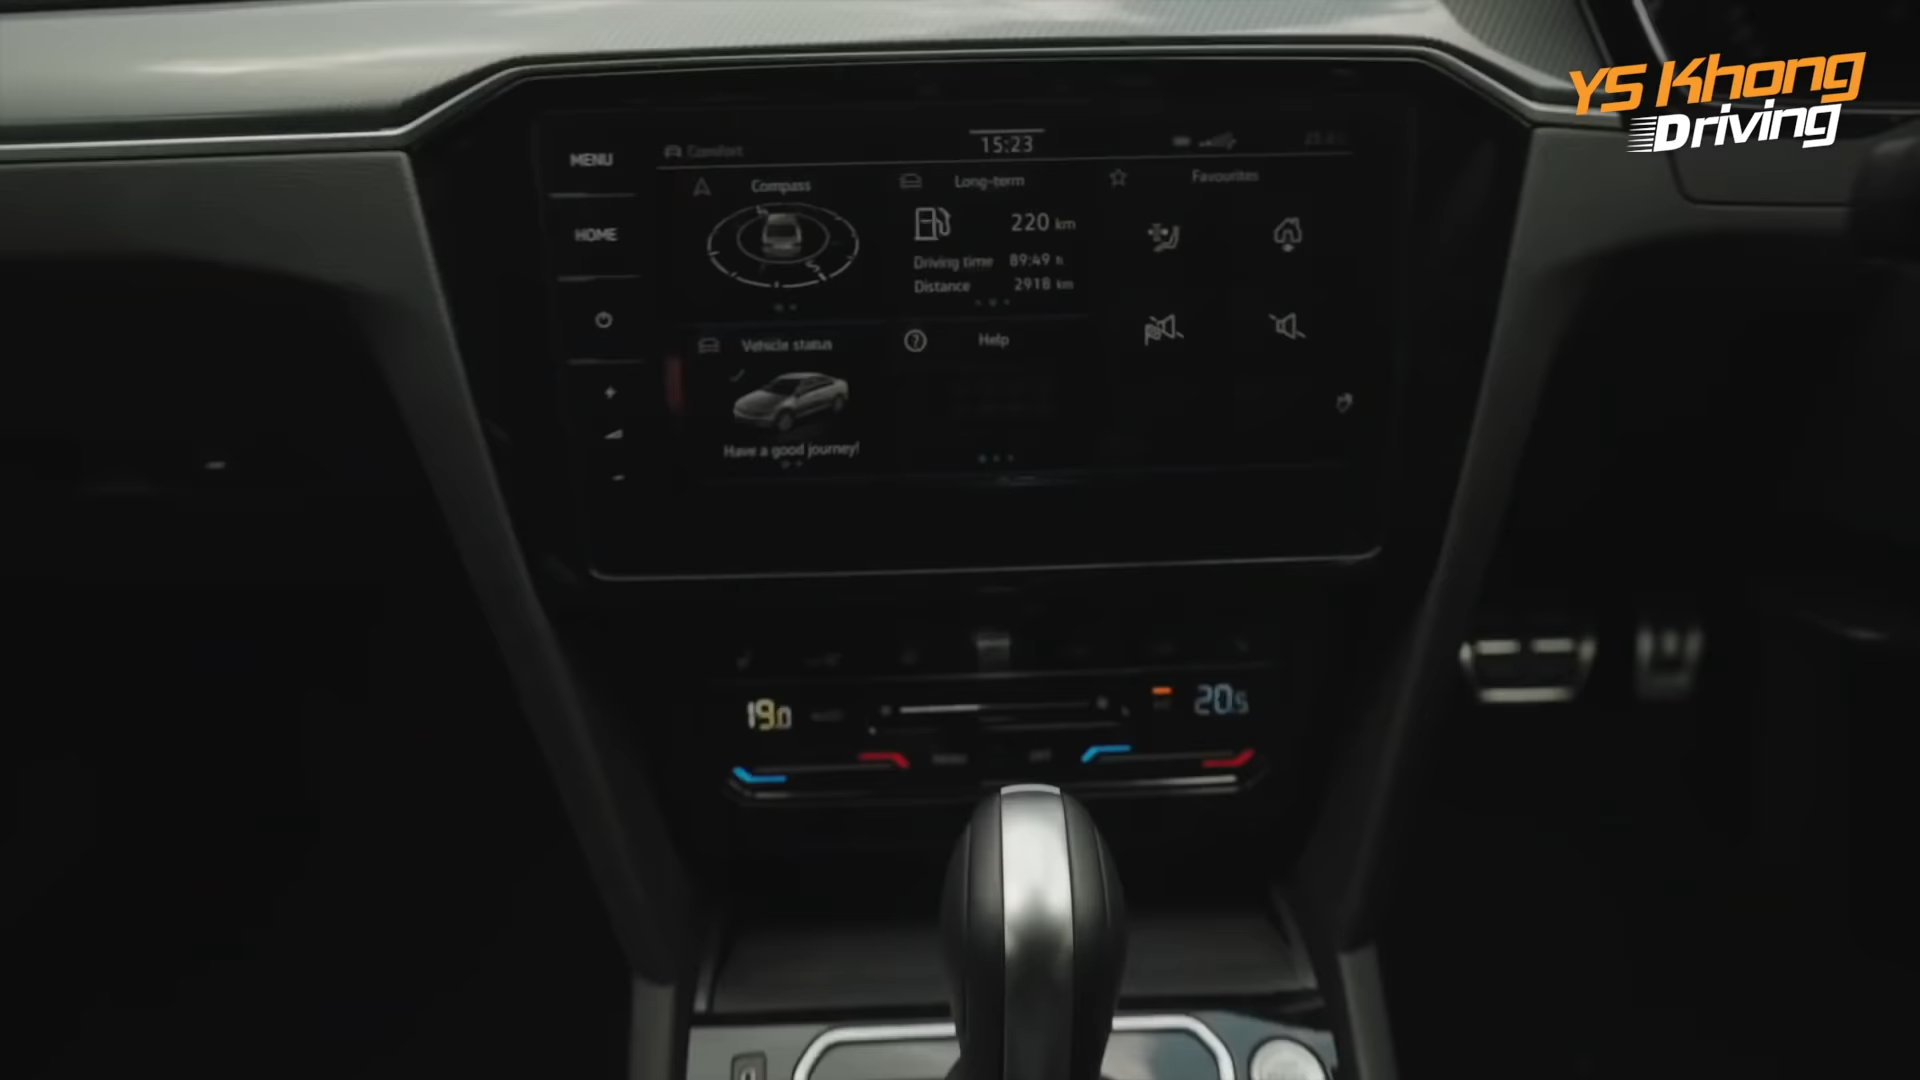 YS Khong
Driving
MENU
HOME
Comfort
15:23
Compass
Long-term
220 km
Driving time 89:49 h
Distance 2918 km
Favourites
Vehicle status
Have a good journey!
Help
19.0
20.5